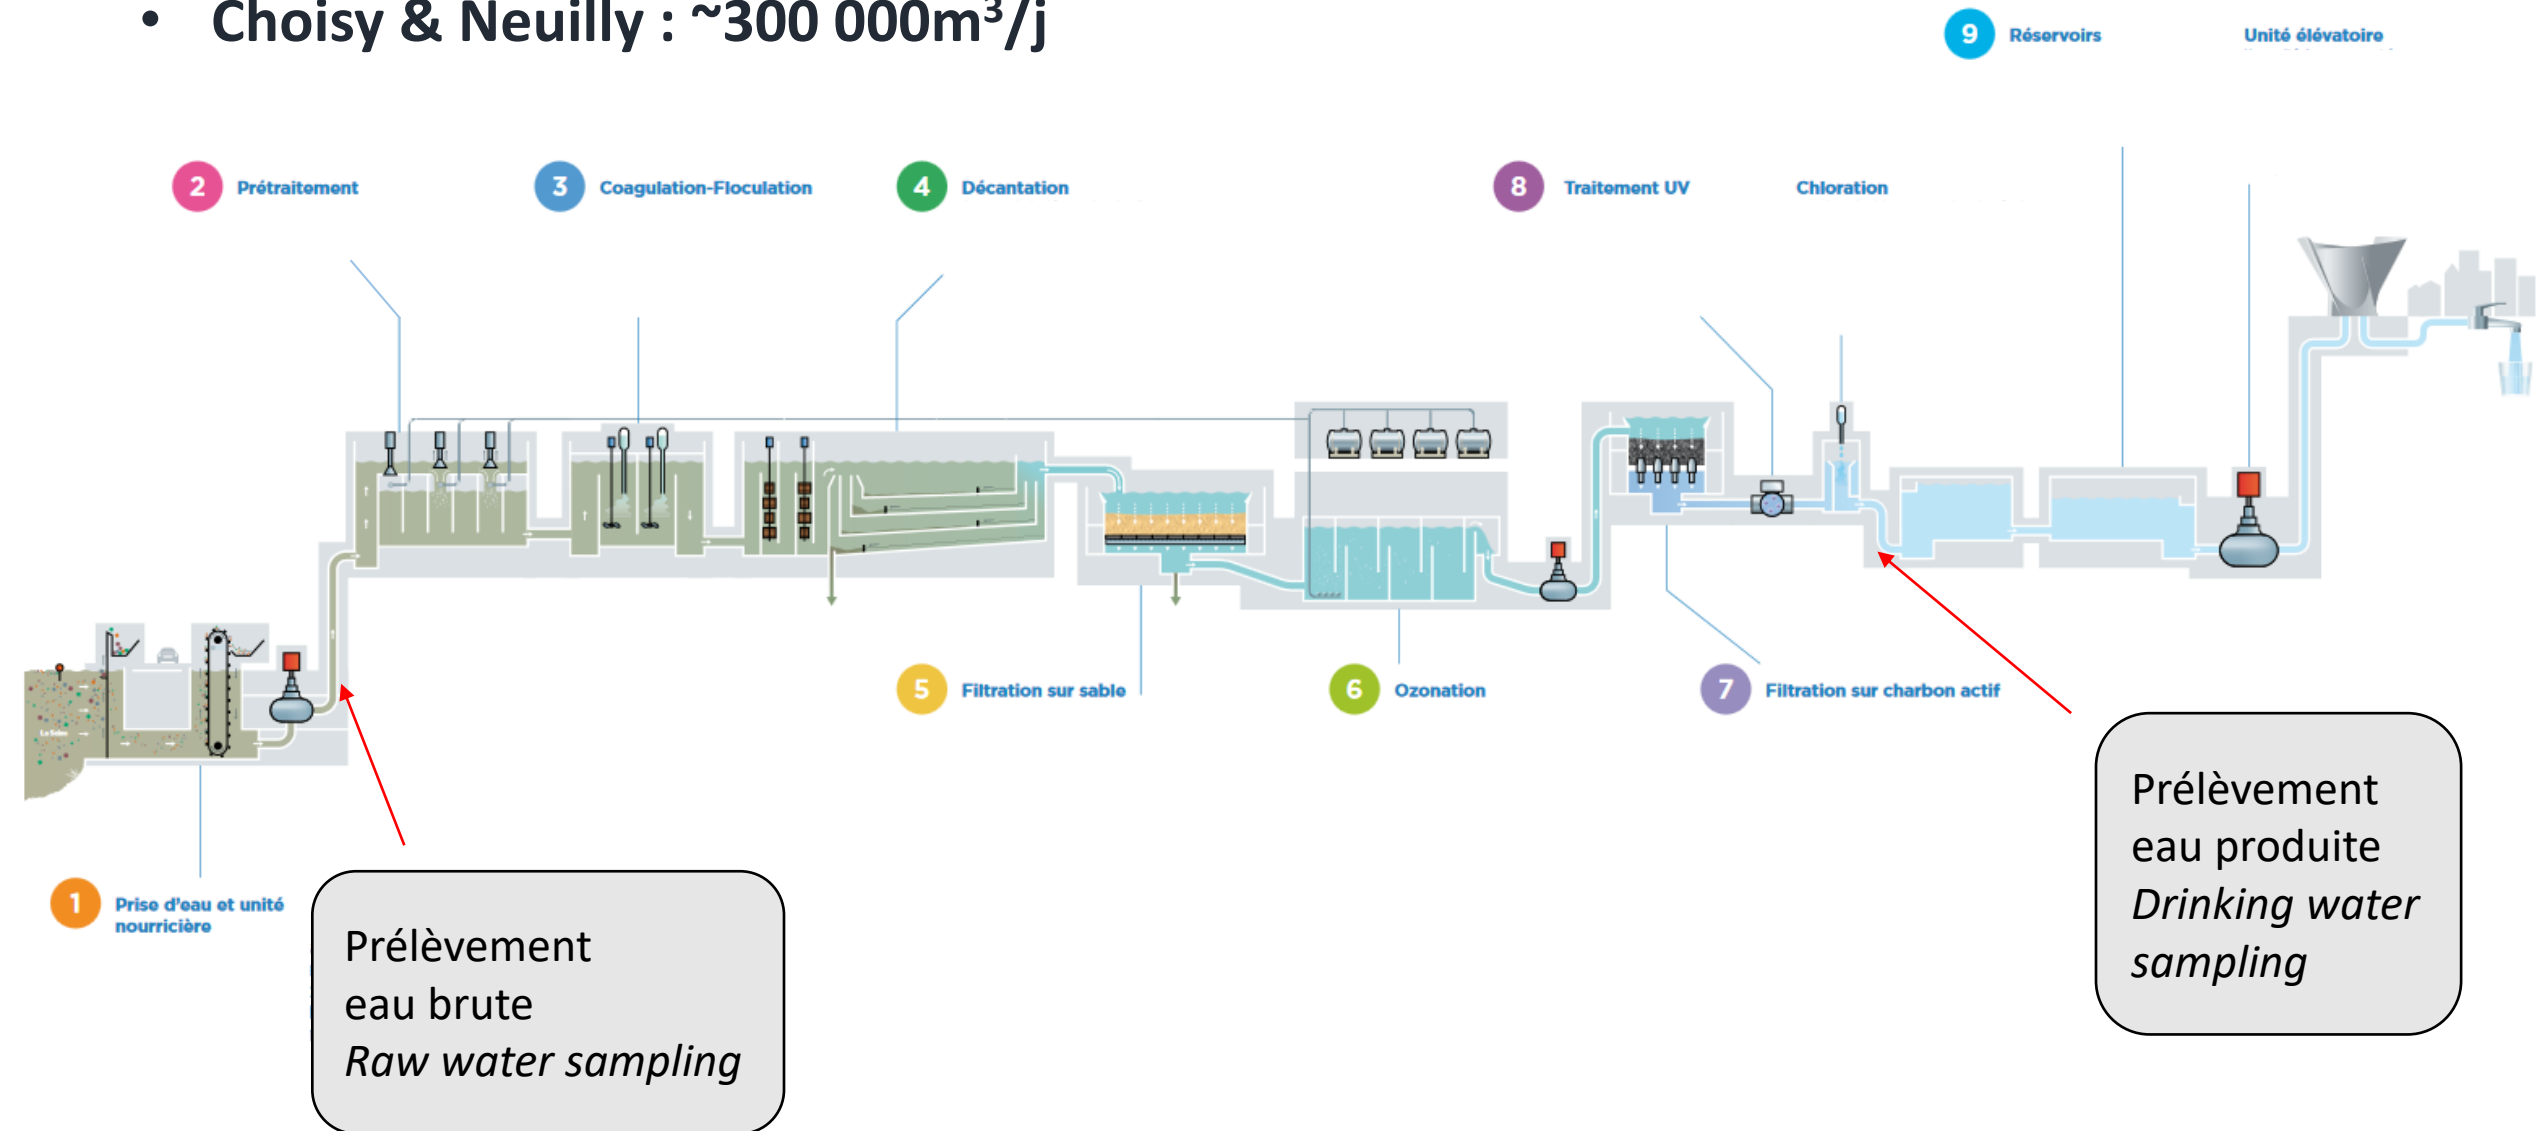 • Choisy & Neuilly : ~300 000m³/j
9 Réservoirs
Unité élévatoire
2 Prétraitement
3 Coagulation-Floculation
4 Décantation
8 Traitement UV
Chloration
La Seine
5 Filtration sur sable
6 Ozonation
7 Filtration sur charbon actif
1 Prise d'eau et unité
nourricière
Prélèvement
eau brute
Raw water sampling
Prélèvement
eau produite
Drinking water
sampling